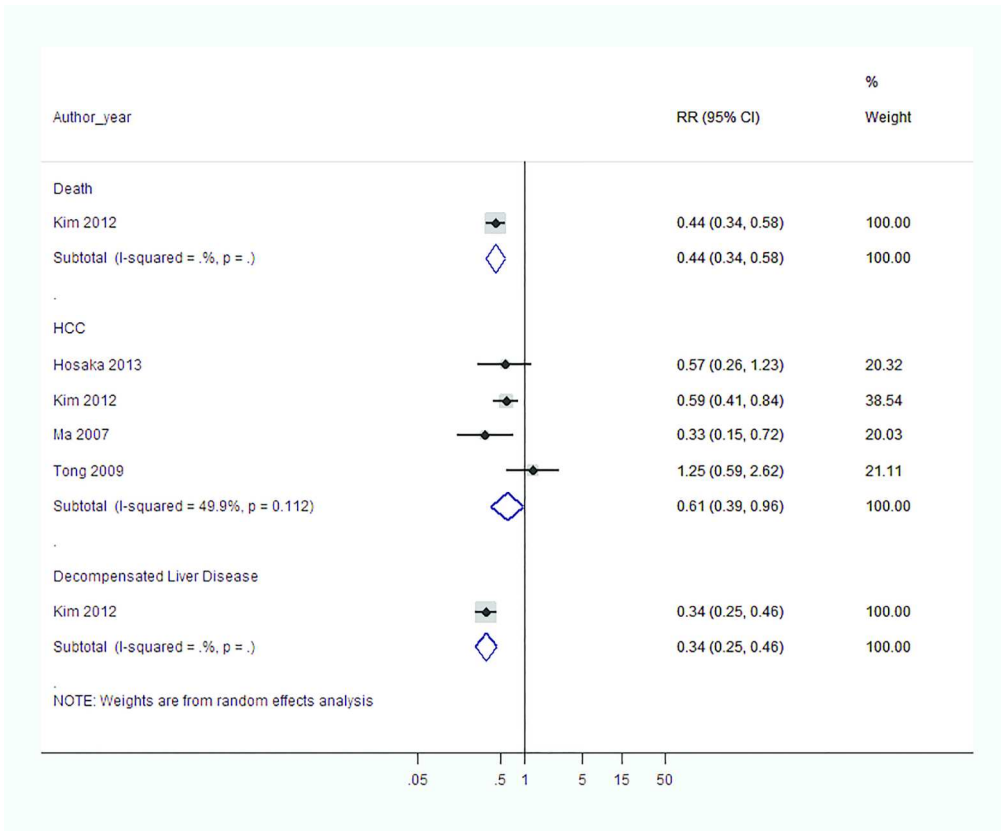 %
Author_year RR (95% CI) Weight
Death
Kim 2012 0.44 (0.34, 0.58) 100.00
Subtotal (I-squared = .%, p = .) 0.44 (0.34, 0.58) 100.00
.
HCC
Hosaka 2013 0.57 (0.26, 1.23) 20.32
Kim 2012 0.59 (0.41, 0.84) 38.54
Ma 2007 0.33 (0.15, 0.72) 20.03
Tong 2009 1.25 (0.59, 2.62) 21.11
Subtotal (I-squared = 49.9%, p = 0.112) 0.61 (0.39, 0.96) 100.00
.
Decompensated Liver Disease
Kim 2012 0.34 (0.25, 0.46) 100.00
Subtotal (I-squared = .%, p = .) 0.34 (0.25, 0.46) 100.00
.
NOTE: Weights are from random effects analysis
.05 .5 1 5 15 50